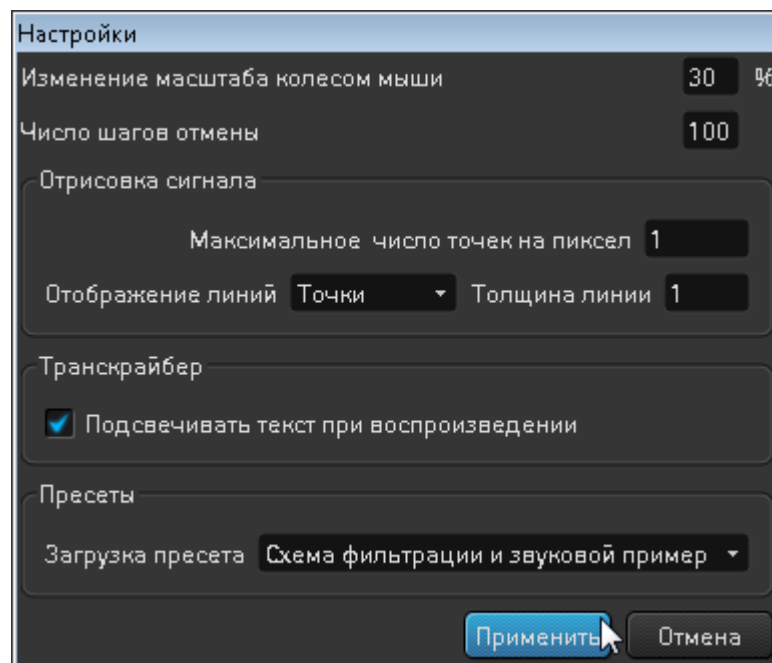 Настройки
Изменение масштаба колесом мыши 30 %
Число шагов отмены 100
Отрисовка сигнала
Максимальное число точек на пиксел 1
Отображение линий Точки Толщина линии 1
Транскрайбер
Подсвечивать текст при воспроизведении
Пресеты
Загрузка пресета Схема фильтрации и звуковой пример
Применить Отмена